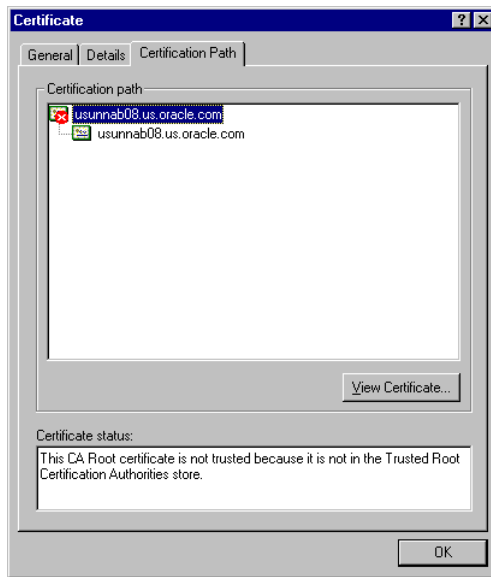 Certificate
General Details Certification Path
Certification path
usunnab08.us.oracle.com
usunnab08.us.oracle.com
View Certificate...
Certificate status:
This CA Root certificate is not trusted because it is not in the Trusted Root
Certification Authorities store.
OK